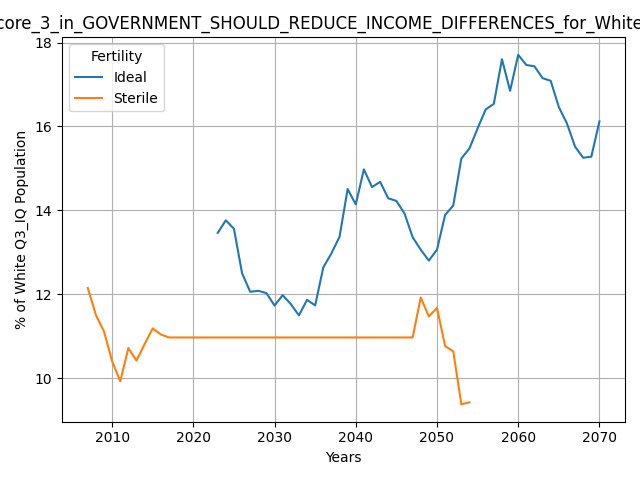 core_3_in_GOVERNMENT_SHOULD_REDUCE_INCOME_DIFFERENCES_for_White
Fertility
Ideal
Sterile
% of White Q3_IQ Population
18
16
14
12
10
2010 2020 2030 2040 2050 2060 2070
Years